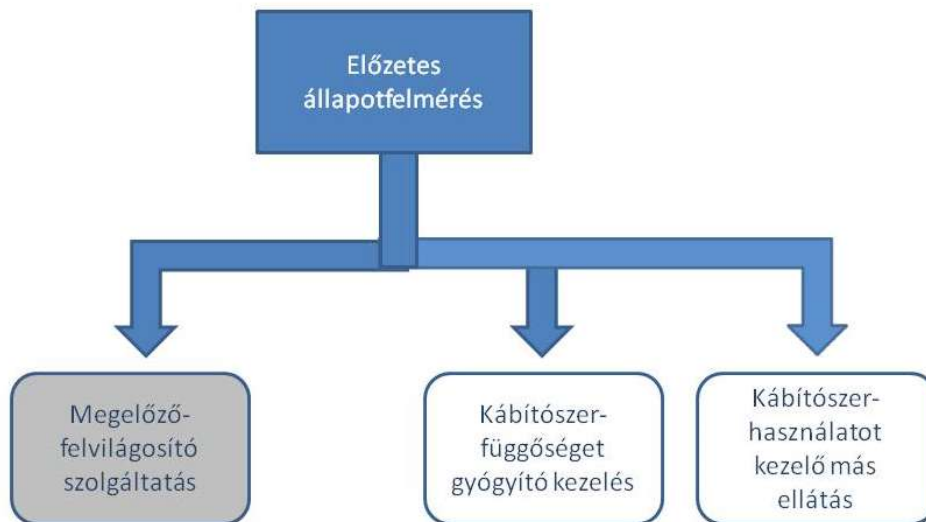 Előzetes
állapotfelmérés
Megelőző-
felvilágosító
szolgáltatás
Kábítószer-
függőséget
gyógyító kezelés
Kábítószer-
használatot
kezelő más
ellátás